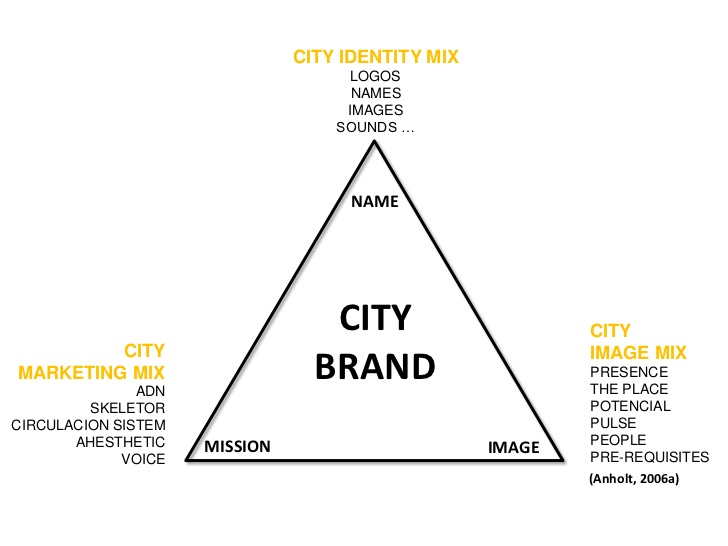 CITY IDENTITY MIX
LOGOS
NAMES
IMAGES
SOUNDS …
NAME
CITY
BRAND
CITY
MARKETING MIX
ADN
SKELETOR
CIRCULACION SISTEM
AHESTHETIC
VOICE
MISSION
IMAGE
CITY
IMAGE MIX
PRESENCE
THE PLACE
POTENCIAL
PULSE
PEOPLE
PRE-REQUISITES
(Anholt, 2006a)